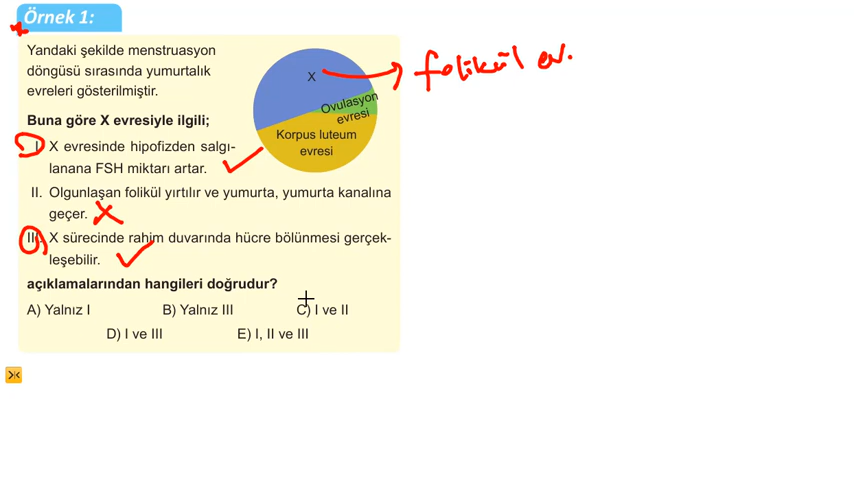 Örnek 1:
Yandaki şekilde menstruasyon
döngüsü sırasında yumurtalık
evreleri gösterilmiştir.
Buna göre X evresiyle ilgili;
I. X evresinde hipofizden salgı-
lanana FSH miktarı artar.
II. Olgunlaşan folikül yırtılır ve yumurta, yumurta kanalına
geçer.
III. X sürecinde rahim duvarında hücre bölünmesi gerçek-
leşebilir.
açıklamalarından hangileri doğrudur?
A) Yalnız I B) Yalnız III C) I ve II
D) I ve III E) I, II ve III
X
Ovulasyon
evresi
Korpus luteum
evresi
folikül ev.